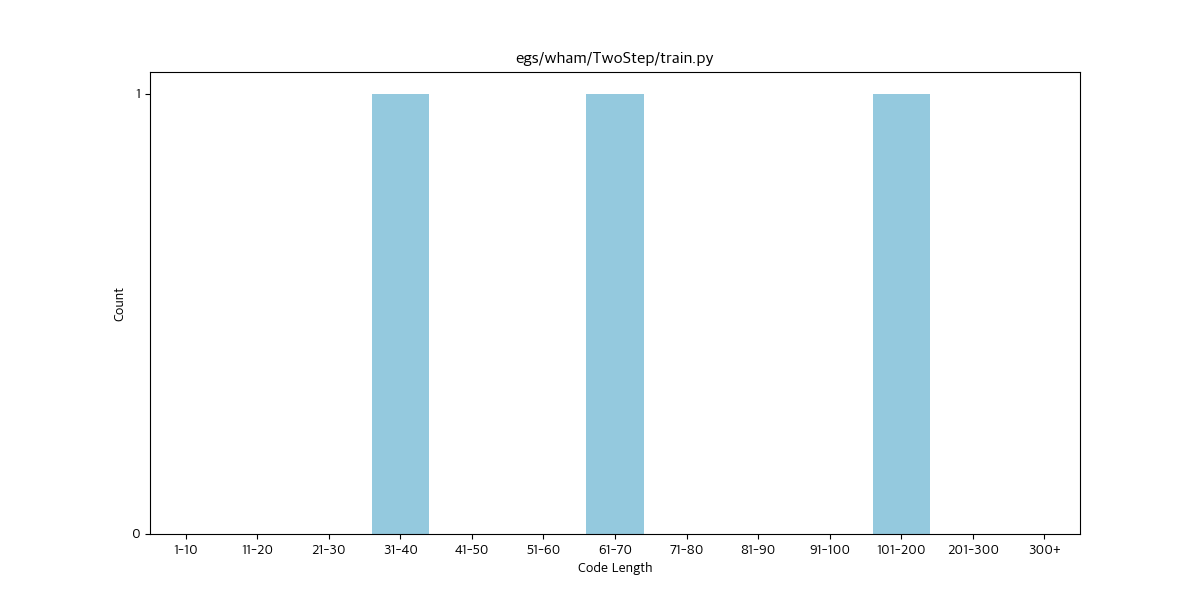 egs/wham/TwoStep/train.py
1
Count
0
1-10 11-20 21-30 31-40 41-50 51-60 61-70 71-80 81-90 91-100 101-200 201-300 300+
Code Length